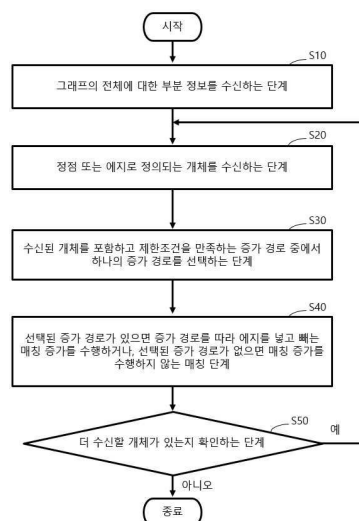 시작
S10
그래프의 전체에 대한 부분 정보를 수신하는 단계
S20
정점 또는 에지로 정의되는 개체를 수신하는 단계
S30
수신된 개체를 포함하고 제한조건을 만족하는 증가 경로 중에서
하나의 증가 경로를 선택하는 단계
S40
선택된 증가 경로가 있으면 증가 경로를 따라 에지를 넣고 빼는
매칭 증가를 수행하거나, 선택된 증가 경로가 없으면 매칭 증가를
수행하지 않는 매칭 단계
S50
더 수신할 개체가 있는지 확인하는 단계
예
아니오
종료